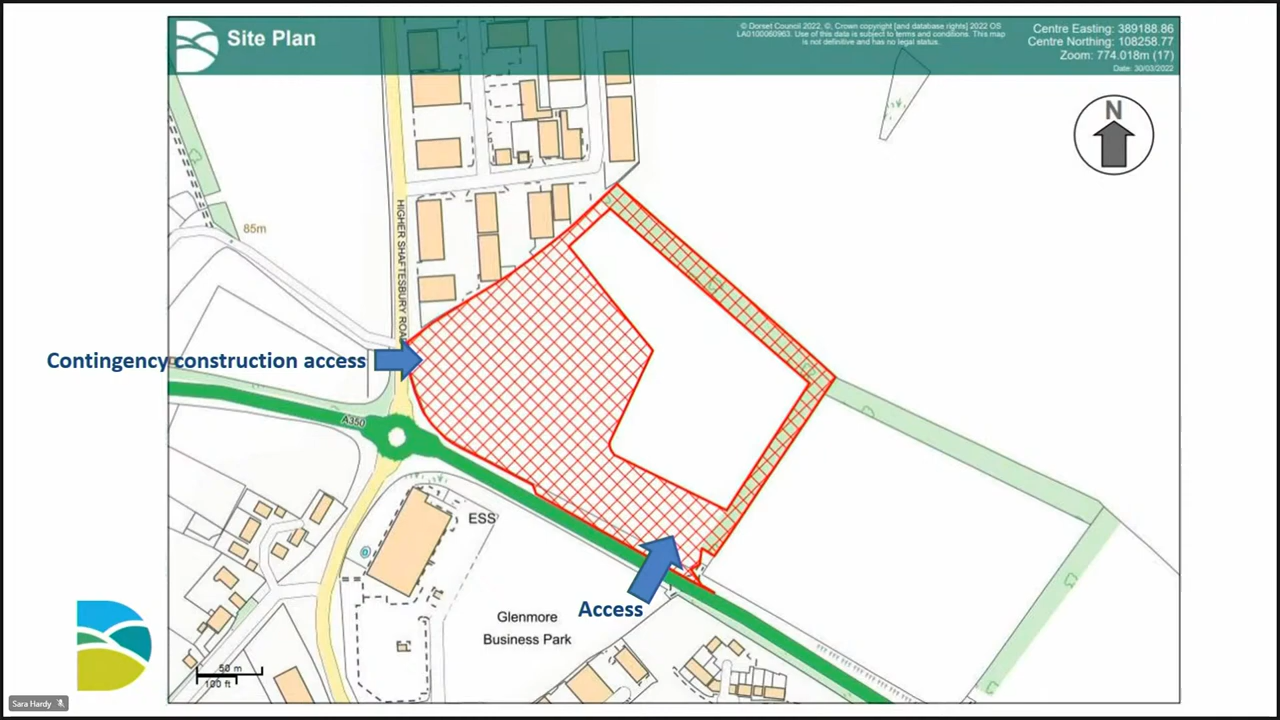 Site Plan
© Dorset Council 2022, ©, Crown copyright [and database rights] 2022 OS
LA0100060963. Use of this data is subject to terms and conditions. This map
is not definitive and has no legal status.
Centre Easting: 389188.86
Centre Northing: 108258.77
Zoom: 774.018m (17)
Date: 30/03/2022
N
85m
HIGHER SHAFTESBURY ROAD
Contingency construction access
A350
ESS
Access
Glenmore
Business Park
50 m
100 ft
Sara Hardy